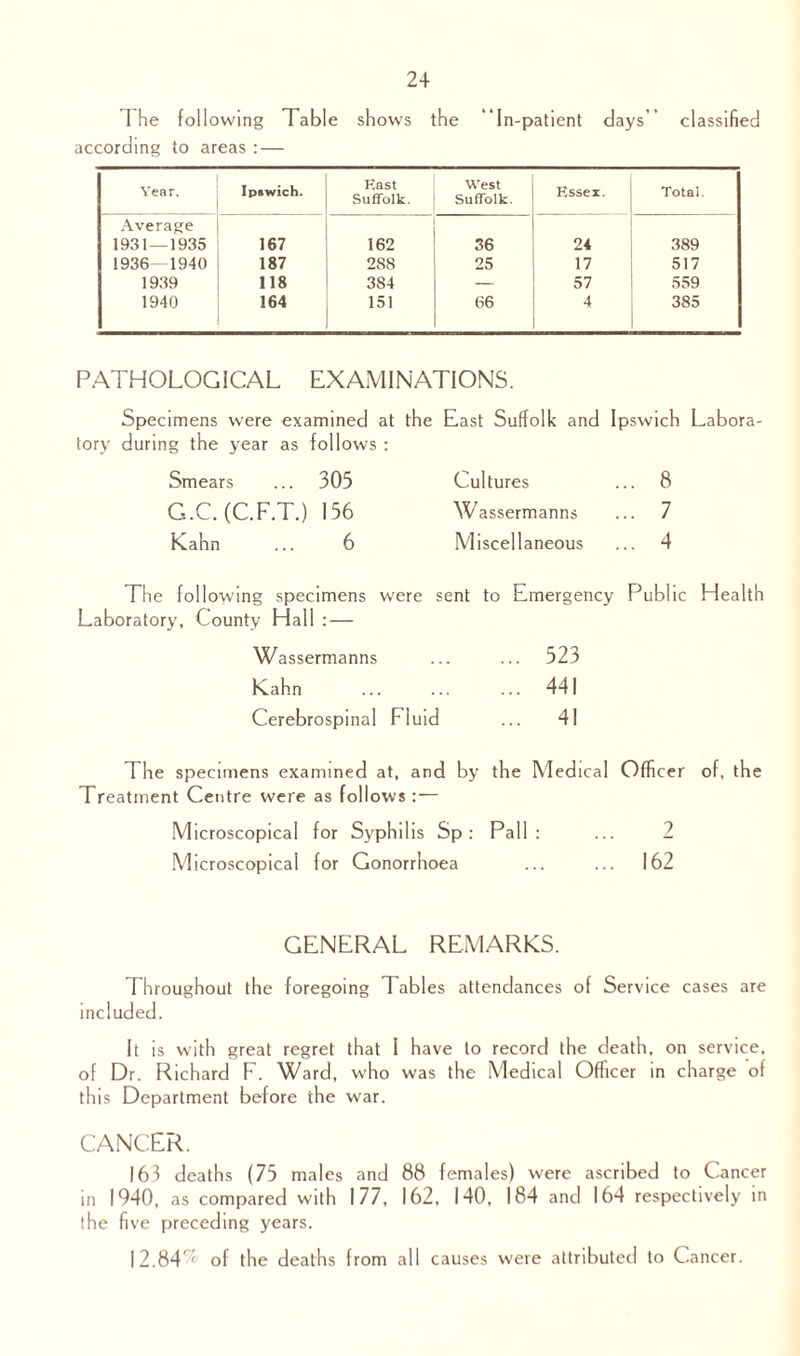 24
The following Table shows the "In-patient days" classified
according to areas :—
Year. Ipswich. East Suffolk. West Suffolk. Essex. Total.
Average
1931—1935 167 162 36 24 389
1936—1940 187 288 25 17 517
1939 118 384 — 57 559
1940 164 151 66 4 385
PATHOLOGICAL EXAMINATIONS.
Specimens were examined at the East Suffolk and Ipswich Labora-
tory during the year as follows :
Smears ... 305 Cultures ... 8
G.C. (C.F.T.) 156 Wassermanns ... 7
Kahn ... 6 Miscellaneous ... 4
The following specimens were sent to Emergency Public Health
Laboratory, County Hall :—
Wassermanns ... ... 523
Kahn ... ... ... 441
Cerebrospinal Fluid ... 41
The specimens examined at, and by the Medical Officer of, the
Treatment Centre were as follows :—
Microscopical for Syphilis Sp : Pall : ... 2
Microscopical for Gonorrhoea ... ... 162
GENERAL REMARKS.
Throughout the foregoing Tables attendances of Service cases are
included.
It is with great regret that I have to record the death, on service,
of Dr. Richard F. Ward, who was the Medical Officer in charge of
this Department before the war.
CANCER.
163 deaths (75 males and 88 females) were ascribed to Cancer
in 1940, as compared with 177, 162, 140, 184 and 164 respectively in
the five preceding years.
12.84% of the deaths from all causes were attributed to Cancer.